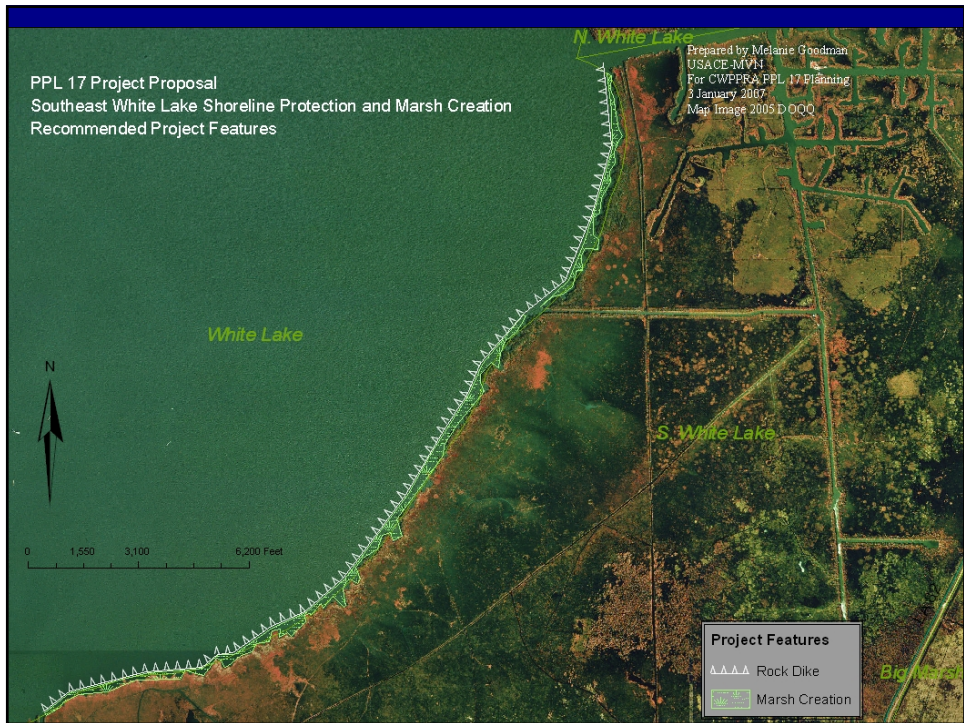 N. White Lake
Prepared by Melanie Goodman
USACE-MVN
For CWPPRA PPL 17 Planning
3 January 2007
Map Image 2005 DOQQ
PPL 17 Project Proposal
Southeast White Lake Shoreline Protection and Marsh Creation
Recommended Project Features
White Lake
N
S. White Lake
0 1,550 3,100 6,200 Feet
Project Features
Rock Dike
Marsh Creation
Big Marsh